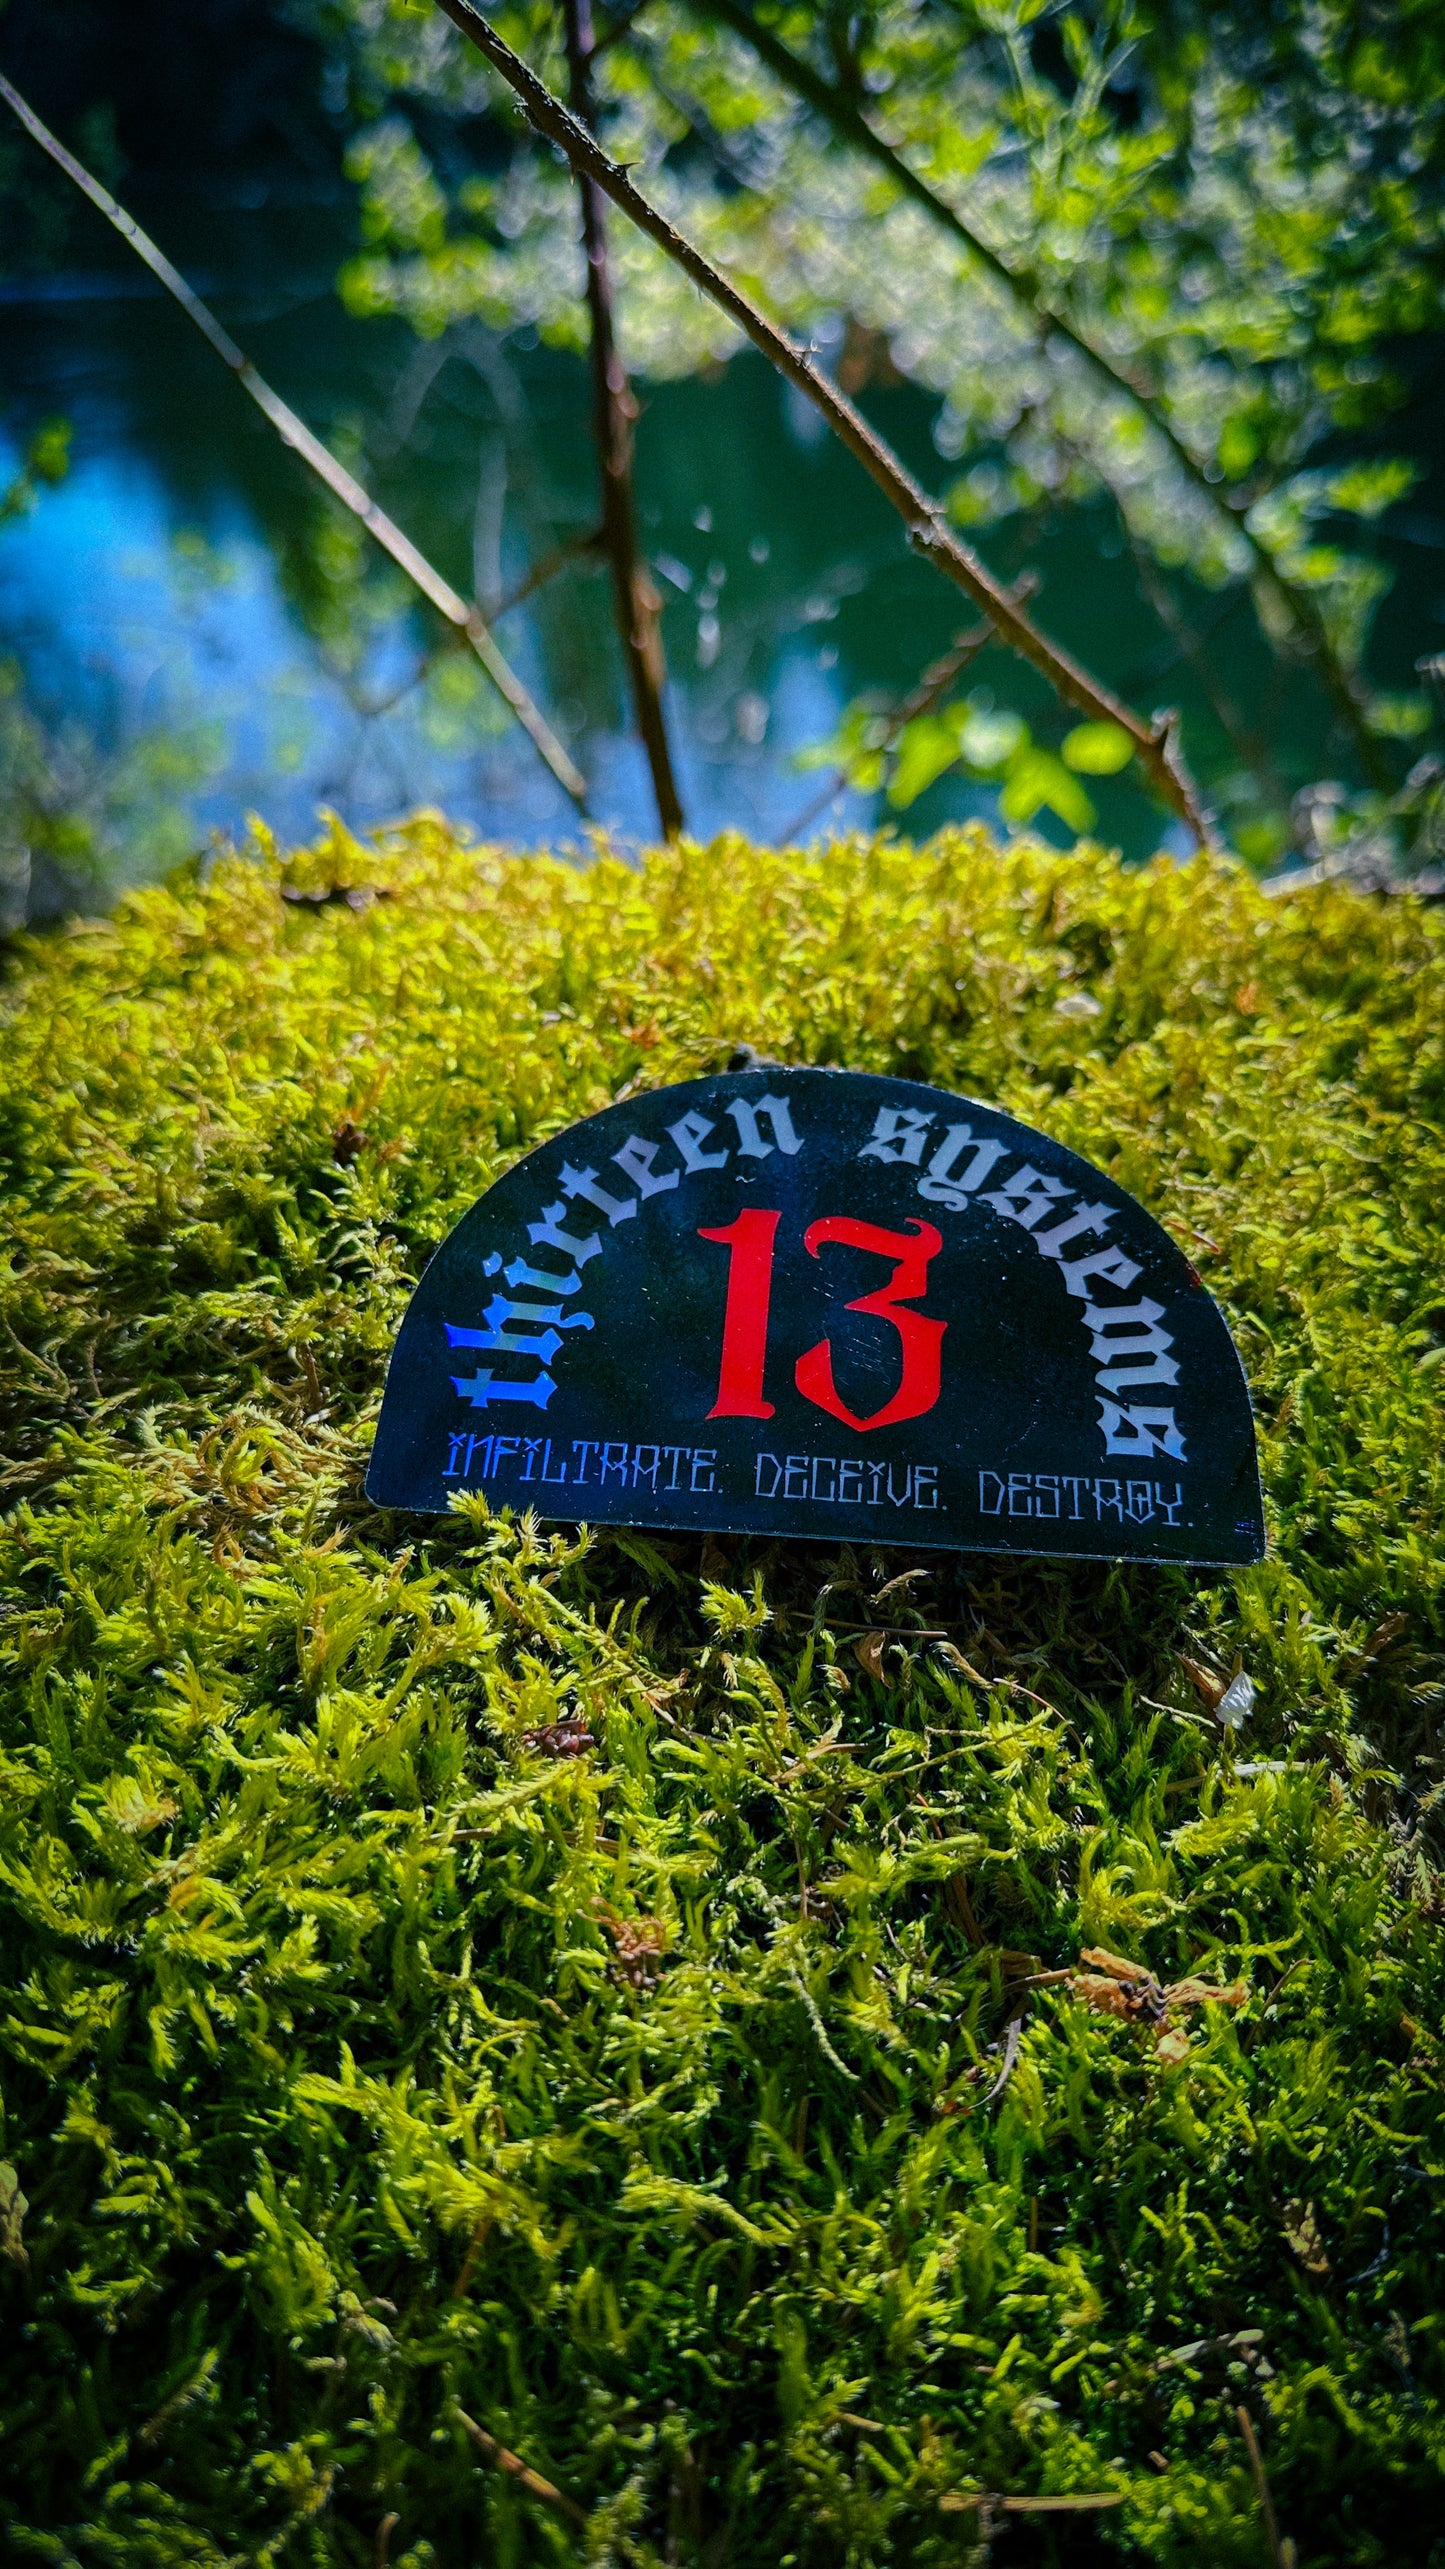 thirteen systems
13
INFILTRATE. DECEIVE. DESTROY.